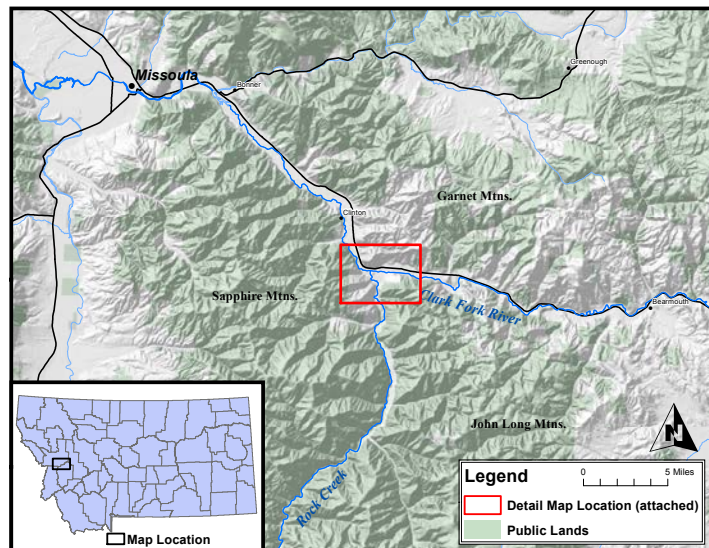 Greenough
Missoula
Bonner
Garnet Mtns.
Clinton
Sapphire Mtns.
Clark Fork River
Bearmouth
John Long Mtns.
N
Rock Creek
Legend
0 5 Miles
Detail Map Location (attached)
Public Lands
Map Location